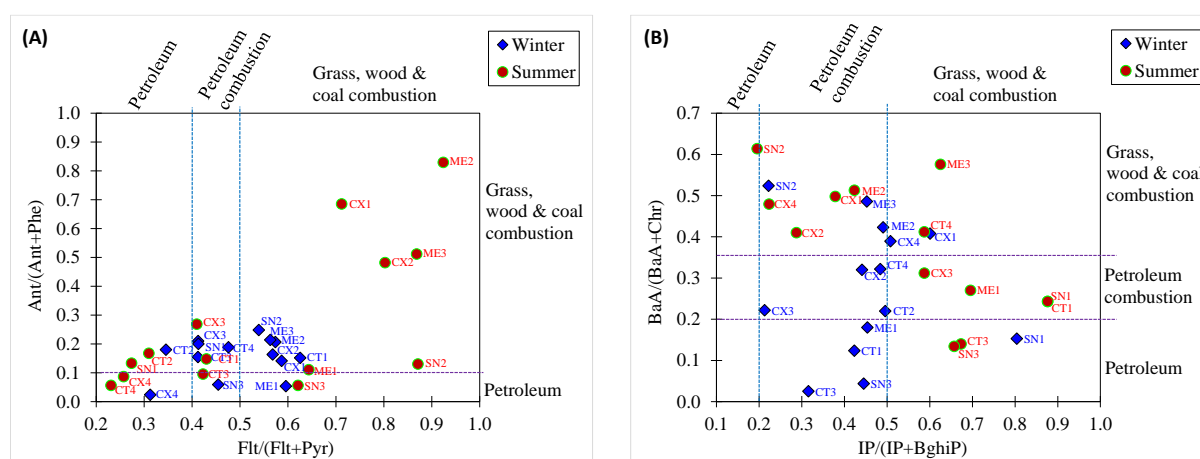 (A)
Petroleum
Petroleum
combustion
Grass, wood &
coal combustion
Winter
Summer
1.0
0.9
0.8
0.7
0.6
0.5
0.4
0.3
0.2
0.1
0.0
Ant/(Ant+Phe)
ME2
CX1
ME3
CX2
CX3
CX3
SN1
CT2
CT2
SN1
CX4
CT4
CX4
CT1
CT4
CT3
SN3
SN2
ME3
ME2
CX2
CX1
CT1
ME1
ME1
SN3
SN2
Grass,
wood & coal
combustion
Petroleum
0.2 0.3 0.4 0.5 0.6 0.7 0.8 0.9 1.0
Flt/(Flt+Pyr)
(B)
Petroleum
Petroleum
combustion
Grass, wood &
coal combustion
Winter
Summer
0.7
0.6
0.5
0.4
0.3
0.2
0.1
0.0
BaA/(BaA+Chr)
SN2
SN2
CX4
CX2
ME2
CX1
ME3
ME3
ME2
CX4
CT4
CX1
CX2
CT4
CX3
ME1
SN1
CT1
CX3
CT2
ME1
CT1
SN1
CT3
SN3
SN3
CT3
Grass,
wood & coal
combustion
Petroleum
combustion
Petroleum
0.1 0.2 0.3 0.4 0.5 0.6 0.7 0.8 0.9 1.0
IP/(IP+BghiP)